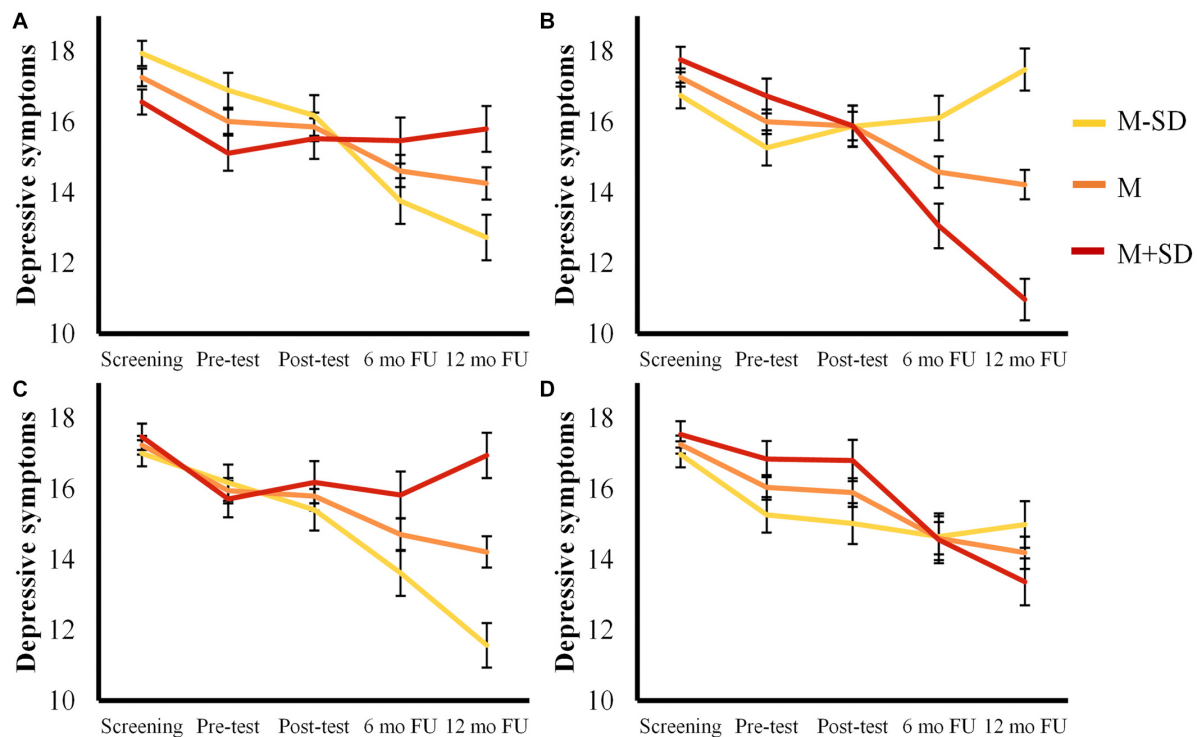 A
Depressive symptoms
18
16
14
12
10
Screening Pre-test Post-test 6 mo FU 12 mo FU
B
Depressive symptoms
18
16
14
12
10
Screening Pre-test Post-test 6 mo FU 12 mo FU
M-SD
M
M+SD
C
Depressive symptoms
18
16
14
12
10
Screening Pre-test Post-test 6 mo FU 12 mo FU
D
Depressive symptoms
18
16
14
12
10
Screening Pre-test Post-test 6 mo FU 12 mo FU